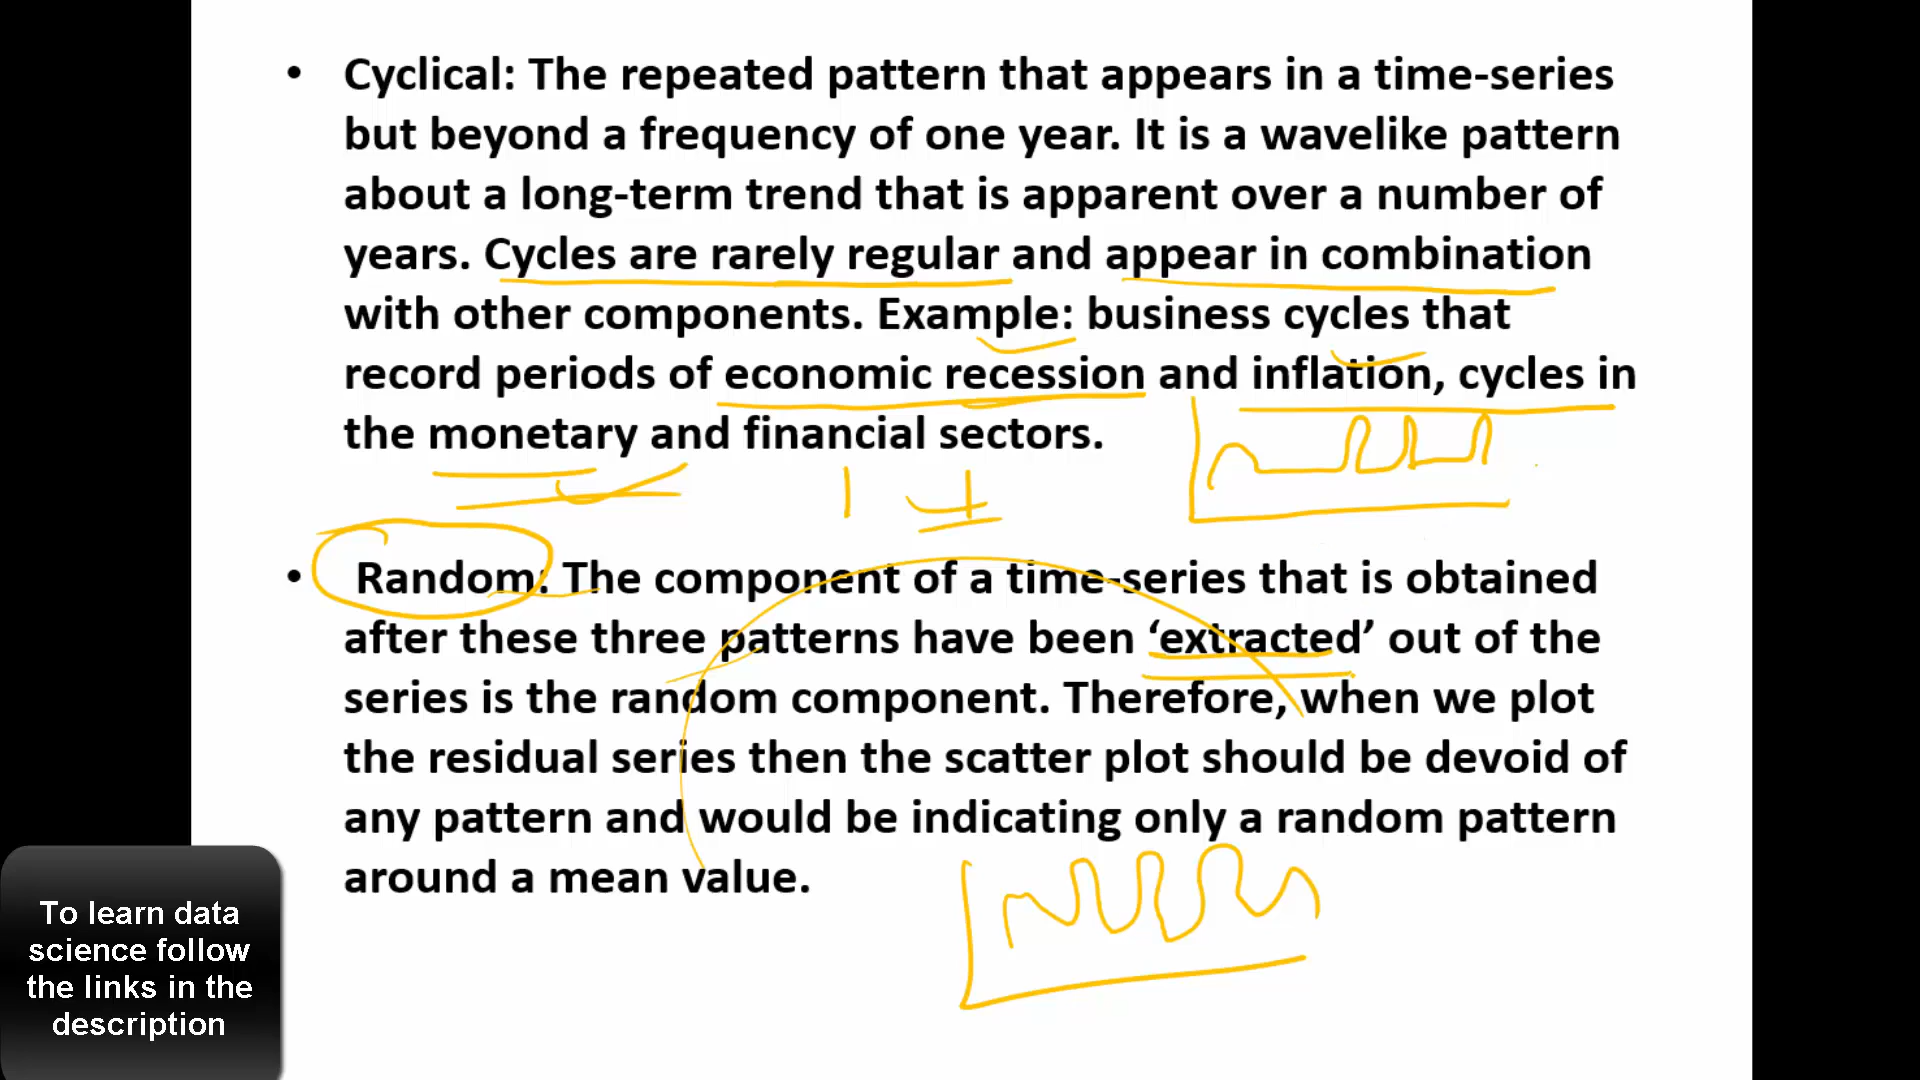 • Cyclical: The repeated pattern that appears in a time-series
but beyond a frequency of one year. It is a wavelike pattern
about a long-term trend that is apparent over a number of
years. Cycles are rarely regular and appear in combination
with other components. Example: business cycles that
record periods of economic recession and inflation, cycles in
the monetary and financial sectors.
• Random: The component of a time-series that is obtained
after these three patterns have been ‘extracted’ out of the
series is the random component. Therefore, when we plot
the residual series then the scatter plot should be devoid of
any pattern and would be indicating only a random pattern
around a mean value.
To learn data
science follow
the links in the
description